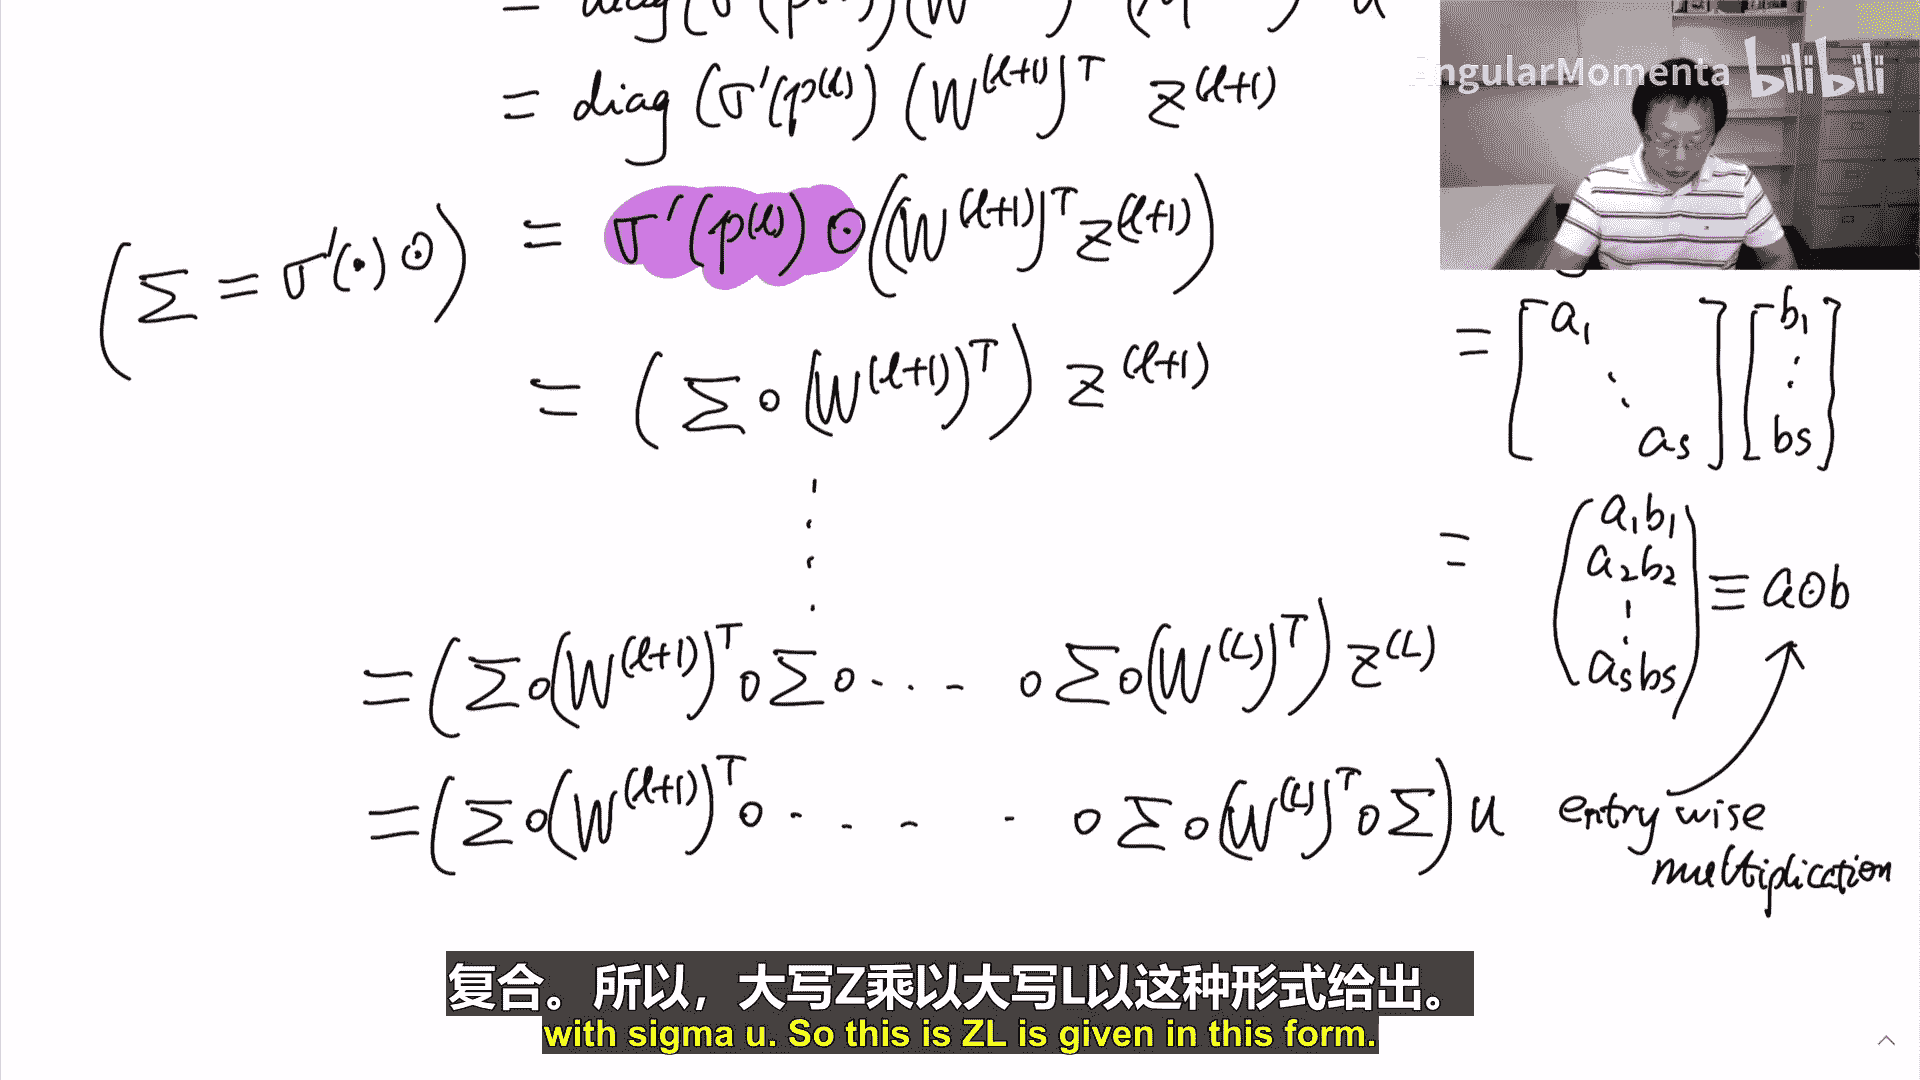 = diag (σ'(p^(l))) (W^(l+1))^T (M^
= diag (σ'(p^(l)) (W^(l+1))^T z^(l+1)
(Σ = σ'(·)⊙) = σ'(p^(l)) ⊙ ((W^(l+1))^T z^(l+1))
= (Σ∘(W^(l+1))^T) z^(l+1)
=(Σ∘(W^(l+1))^T∘Σ∘··· ∘Σ∘(W^(L))^T) z^(L)
=(Σ∘(W^(l+1))^T∘···· ∘Σ∘(W^(L))^T∘Σ) u
= [a₁ ⋱ as] [b₁ ⋮ bs]
= (a₁b₁
a₂b₂
⋮
asbs) ≡ a⊙b
entry wise
multiplication
AngularMomenta bilibili
复合。所以，大写Z乘以大写L以这种形式给出。
with sigma u. So this is ZL is given in this form.